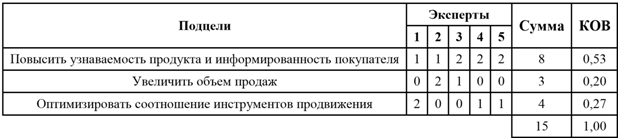 Подцели Эксперты Сумма КОВ
1 2 3 4 5
Повысить узнаваемость продукта и информированность покупателя 1 1 2 2 2 8 0,53
Увеличить объем продаж 0 2 1 0 0 3 0,20
Оптимизировать соотношение инструментов продвижения 2 0 0 1 1 4 0,27
15 1,00